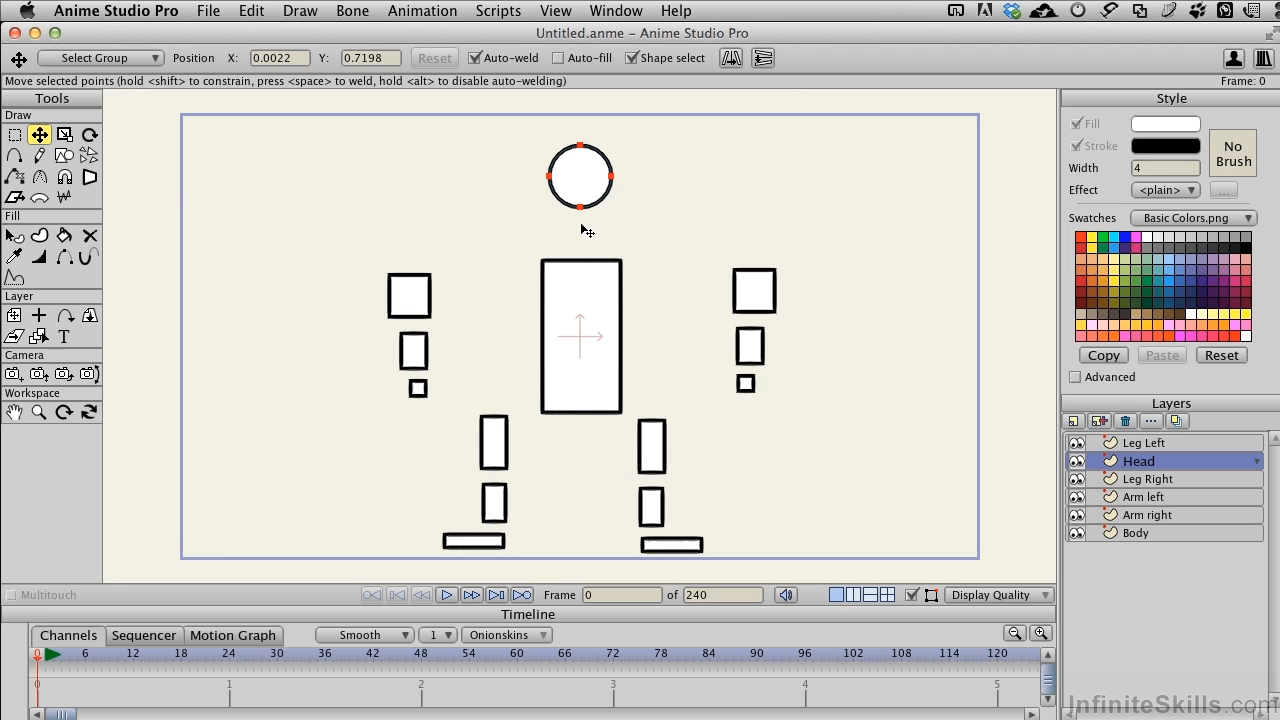 Anime Studio Pro File Edit Draw Bone Animation Scripts View Window Help
Untitled.anme – Anime Studio Pro
Select Group Position X: 0.0022 Y: 0.7198 Reset Auto-weld Auto-fill Shape select
Move selected points (hold <shift> to constrain, press <space> to weld, hold <alt> to disable auto-welding) Frame: 0
Tools
Draw
Fill
Layer
T
Camera
Workspace
Style
Fill
Stroke
No
Brush
Width 4
Effect <plain> ...
Swatches Basic Colors.png
Copy Paste Reset
Advanced
Layers
Leg Left
Head
Leg Right
Arm left
Arm right
Body
Multitouch Frame 0 of 240 Display Quality
Timeline
Channels Sequencer Motion Graph Smooth 1 Onionskins
0 6 12 18 24 30 36 42 48 54 60 66 72 78 84 90 96 102 108 114 120
0 1 2 3 4 5
InfiniteSkills.com